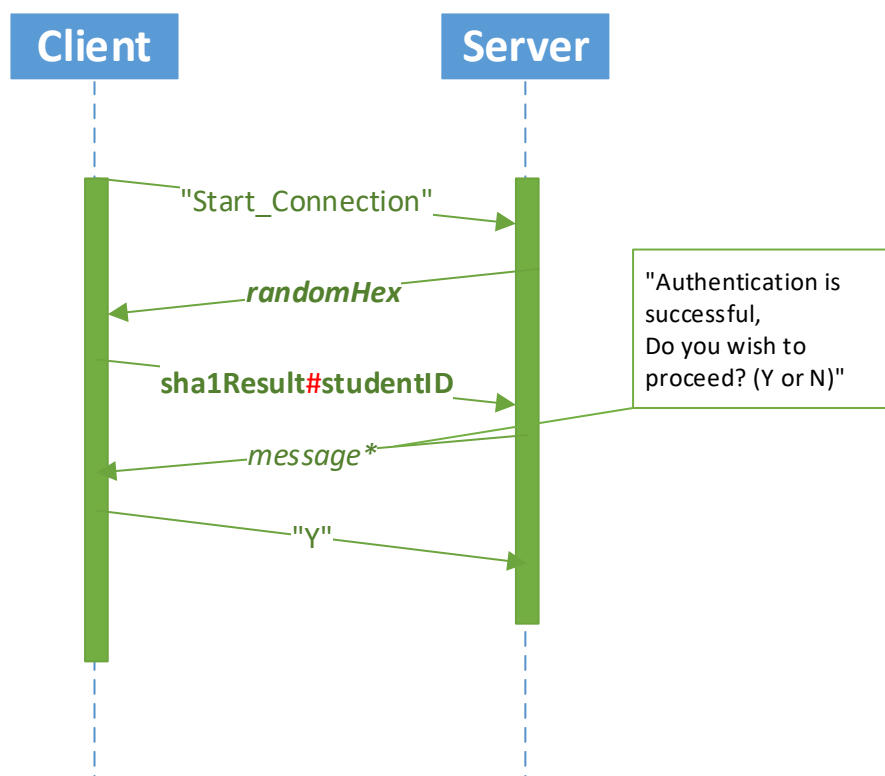 Client
Server
"Start_Connection"
randomHex
sha1Result#studentID
message*
"Y"
"Authentication is
successful,
Do you wish to
proceed? (Y or N)"